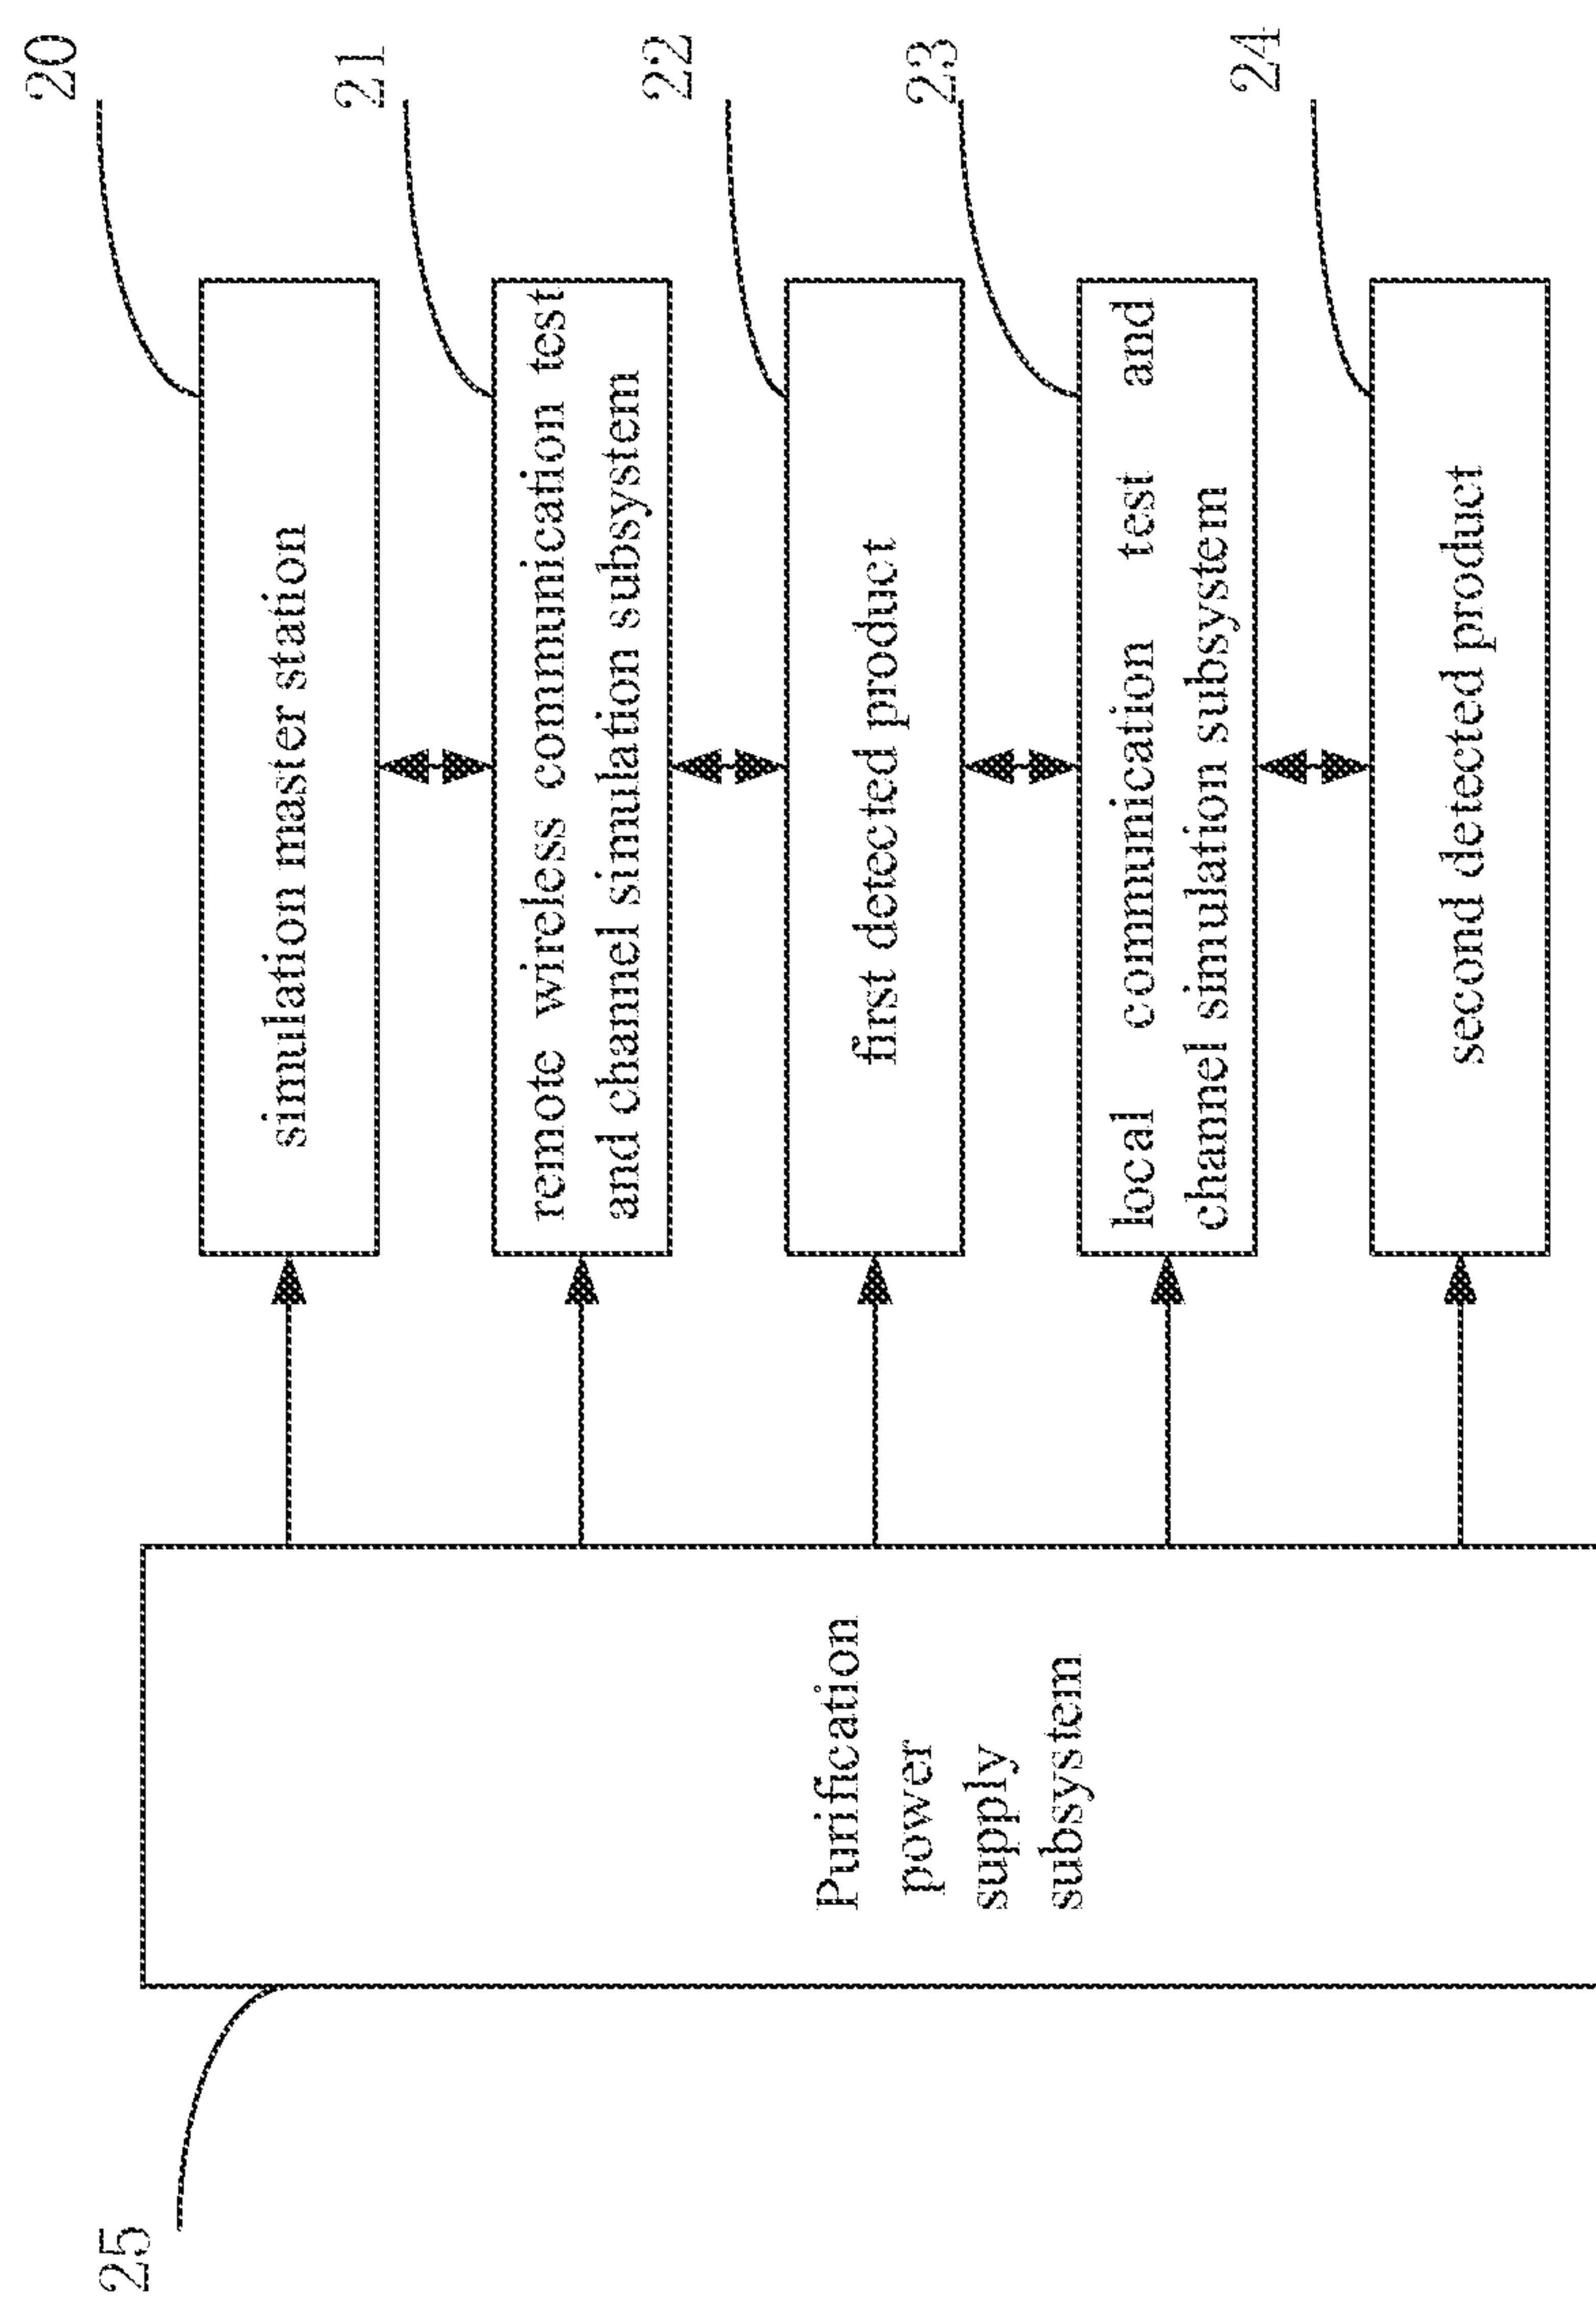 20
simulation master station
21
remote wireless communication test
and channel simulation subsystem
22
first detected product
23
local communication test and
channel simulation subsystem
24
second detected product
25
Purification
power
supply
subsystem